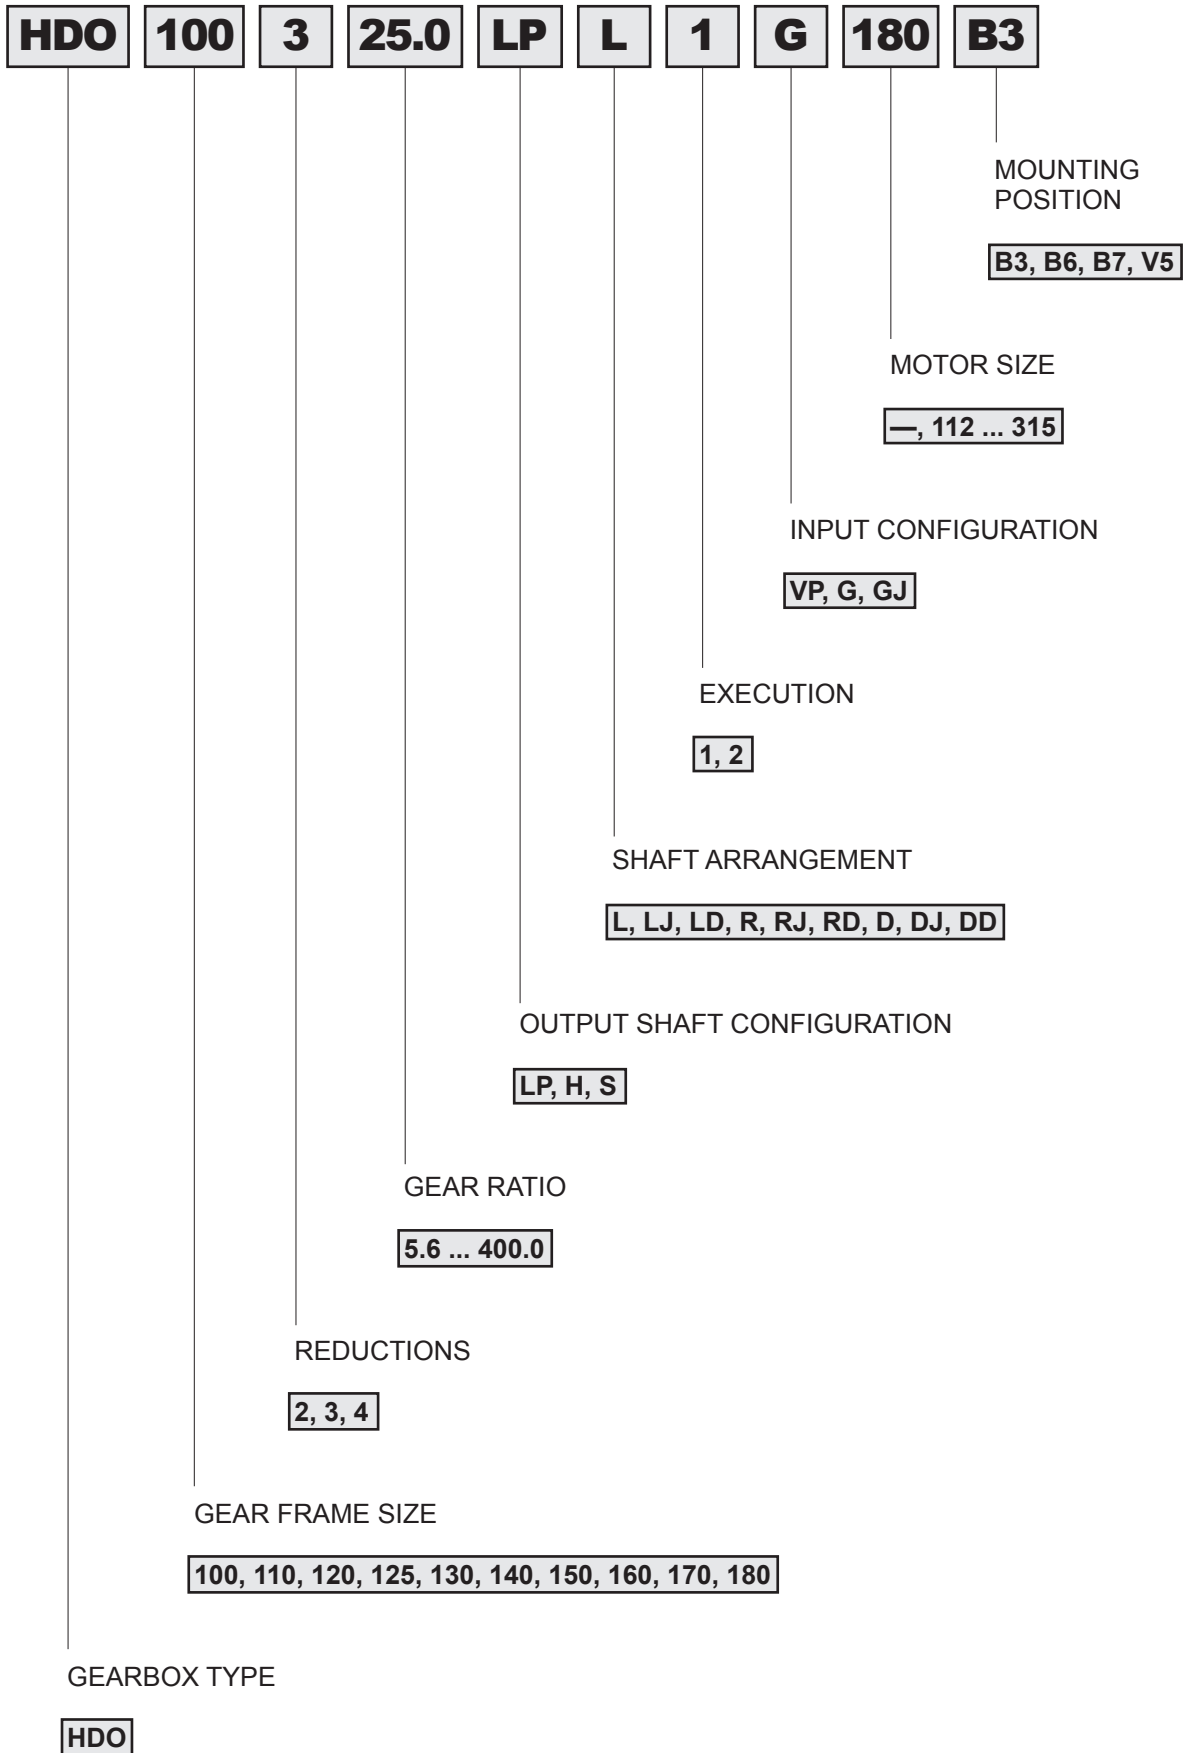 HDO 100 3 25.0 LP L 1 G 180 B3
MOUNTING
POSITION
B3, B6, B7, V5
MOTOR SIZE
—, 112 ... 315
INPUT CONFIGURATION
VP, G, GJ
EXECUTION
1, 2
SHAFT ARRANGEMENT
L, LJ, LD, R, RJ, RD, D, DJ, DD
OUTPUT SHAFT CONFIGURATION
LP, H, S
GEAR RATIO
5.6 ... 400.0
REDUCTIONS
2, 3, 4
GEAR FRAME SIZE
100, 110, 120, 125, 130, 140, 150, 160, 170, 180
GEARBOX TYPE
HDO